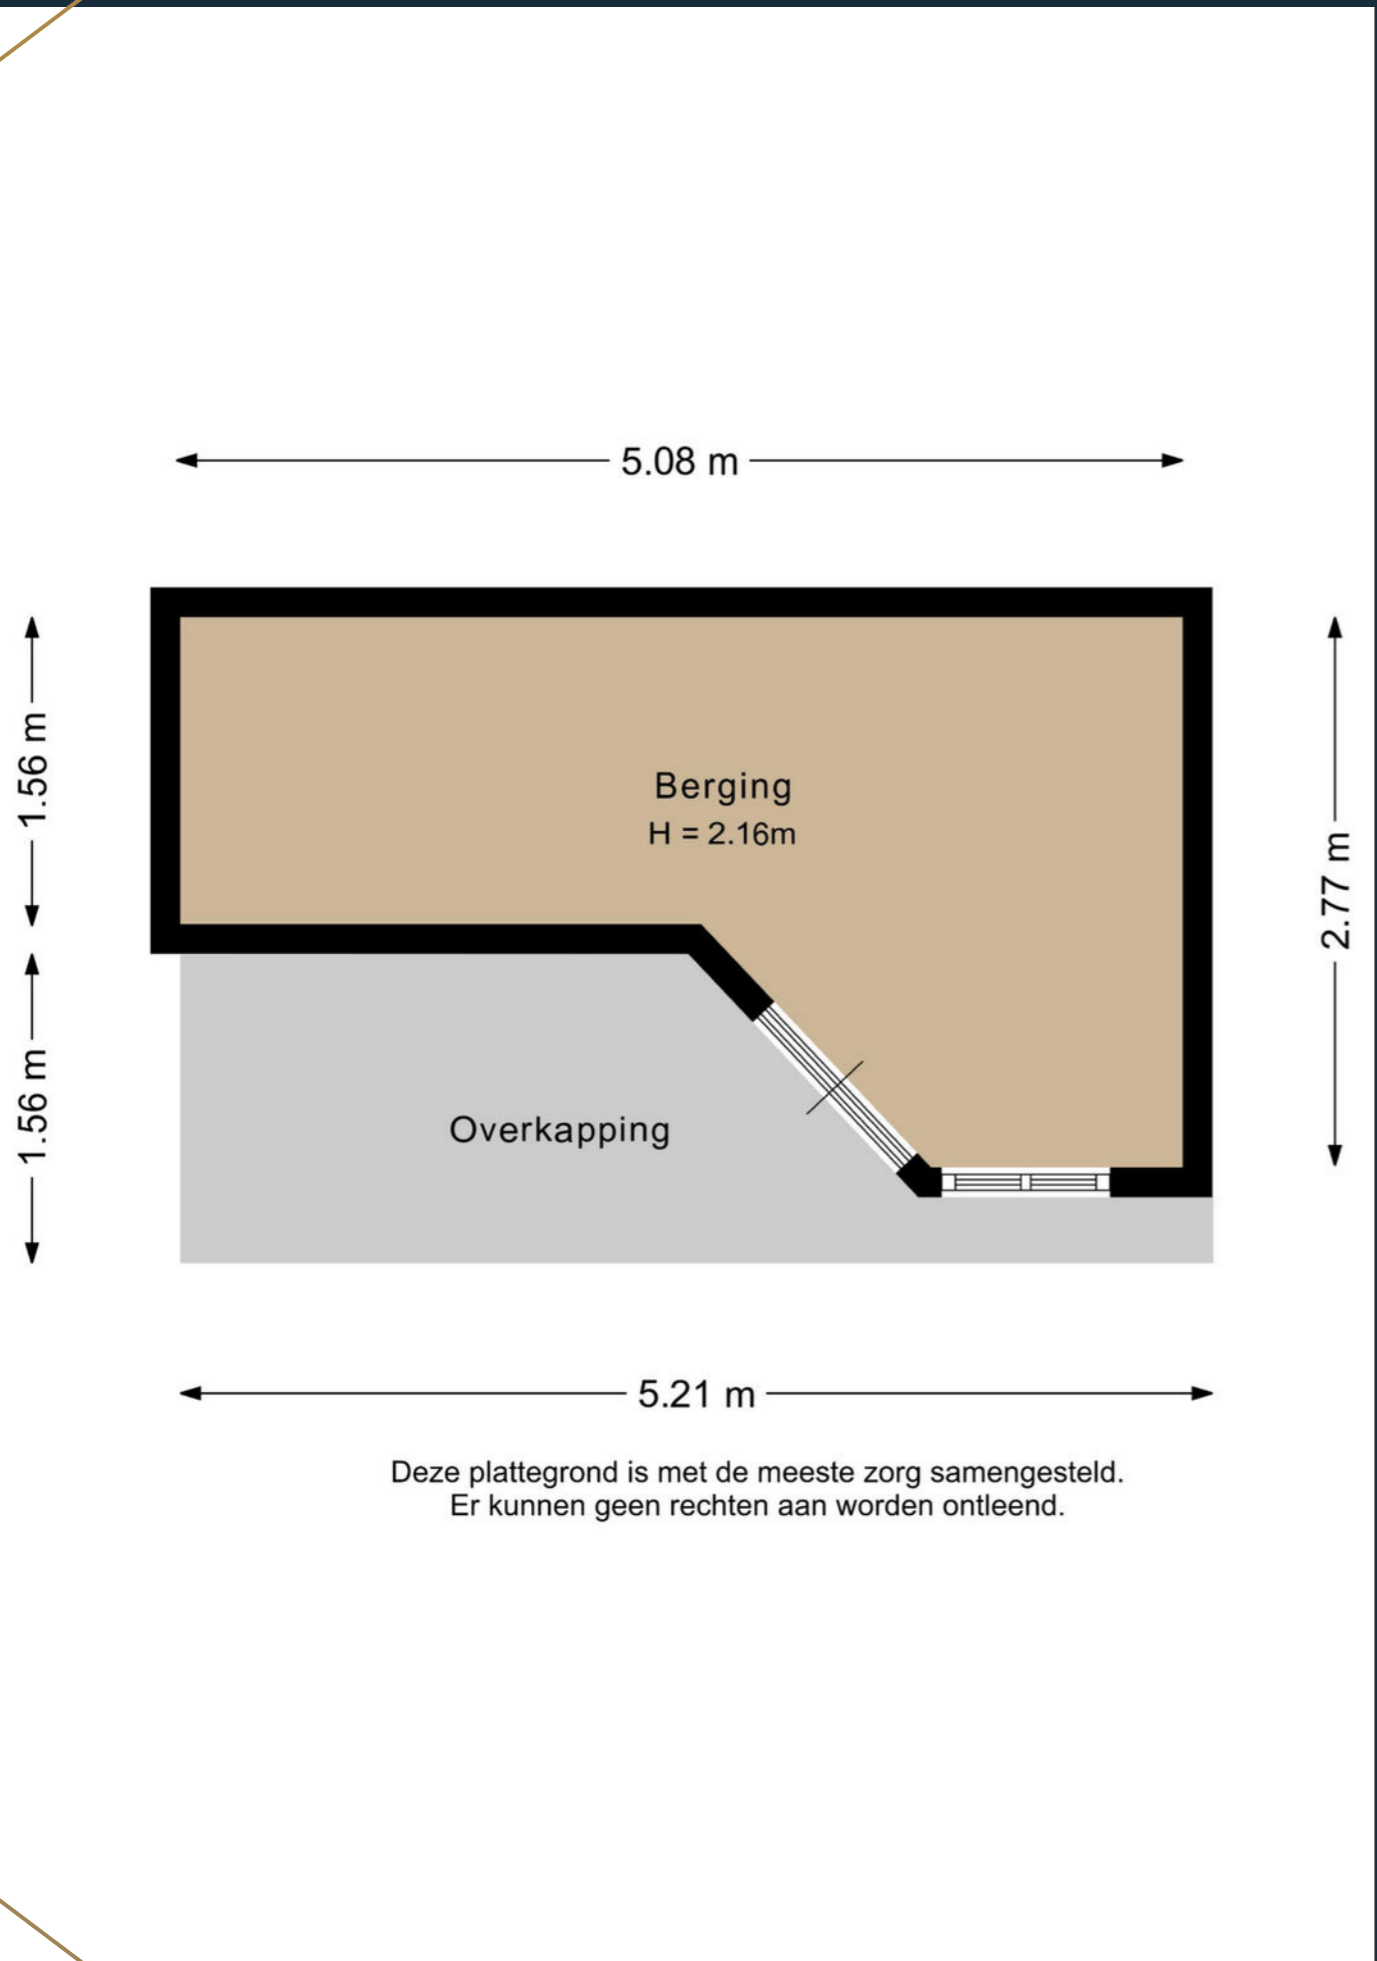 5.08 m
1.56 m
Berging
H = 2.16m
2.77 m
1.56 m
Overkapping
5.21 m
Deze plattegrond is met de meeste zorg samengesteld.
Er kunnen geen rechten aan worden ontleend.